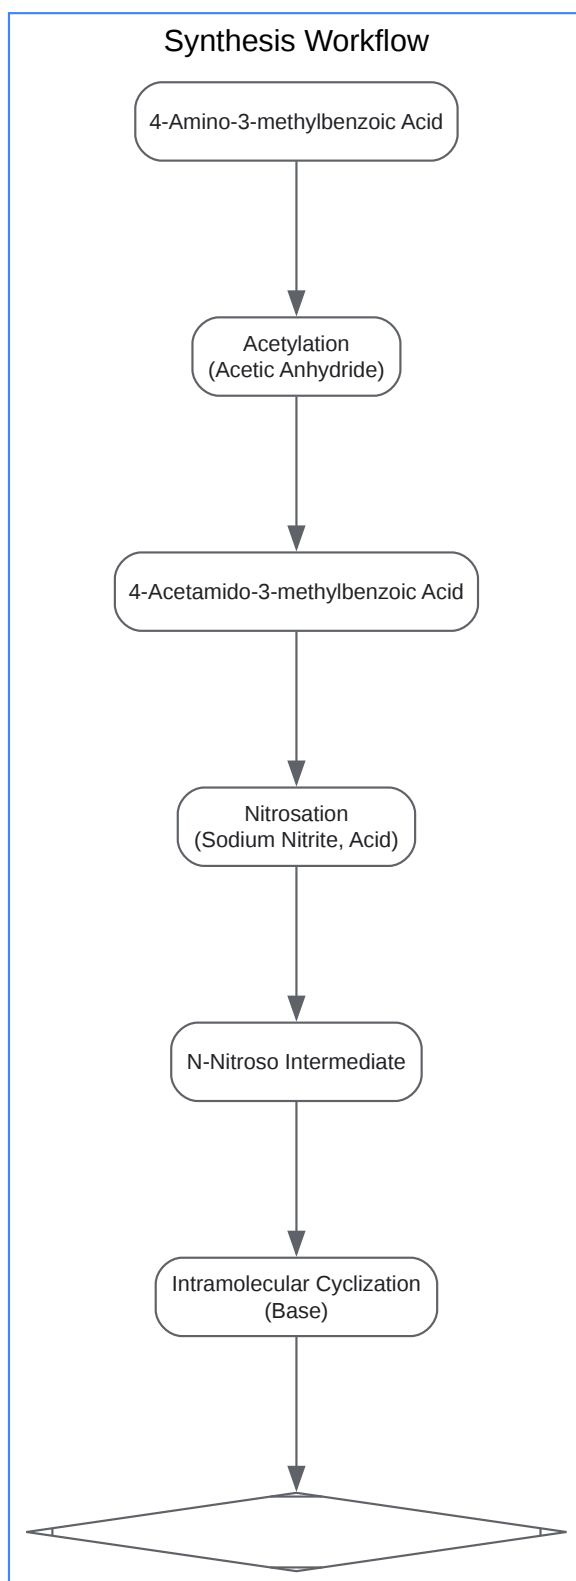 Synthesis Workflow
4-Amino-3-methylbenzoic Acid
Acetylation
(Acetic Anhydride)
4-Acetamido-3-methylbenzoic Acid
Nitrosation
(Sodium Nitrite, Acid)
N-Nitroso Intermediate
Intramolecular Cyclization
(Base)